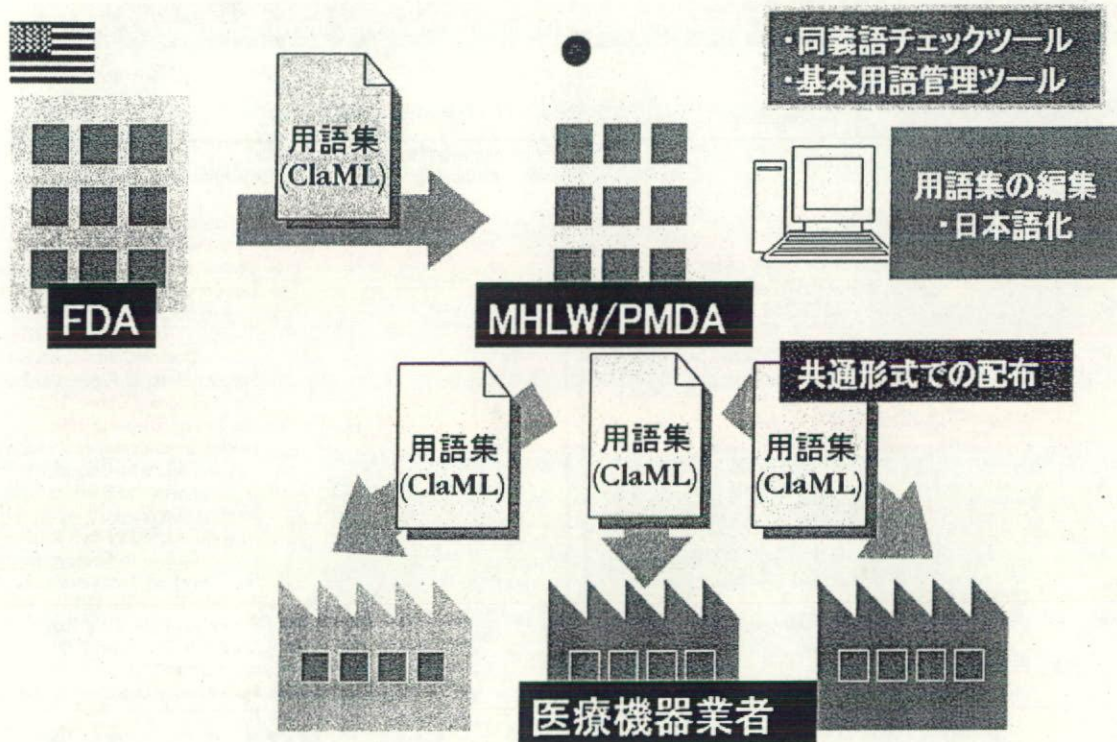 ・同義語チェックツール
・基本用語管理ツール
用語集
(ClaML)
用語集の編集
・日本語化
FDA
MHLW/PMDA
共通形式での配布
用語集
(ClaML)
用語集
(ClaML)
用語集
(ClaML)
医療機器業者